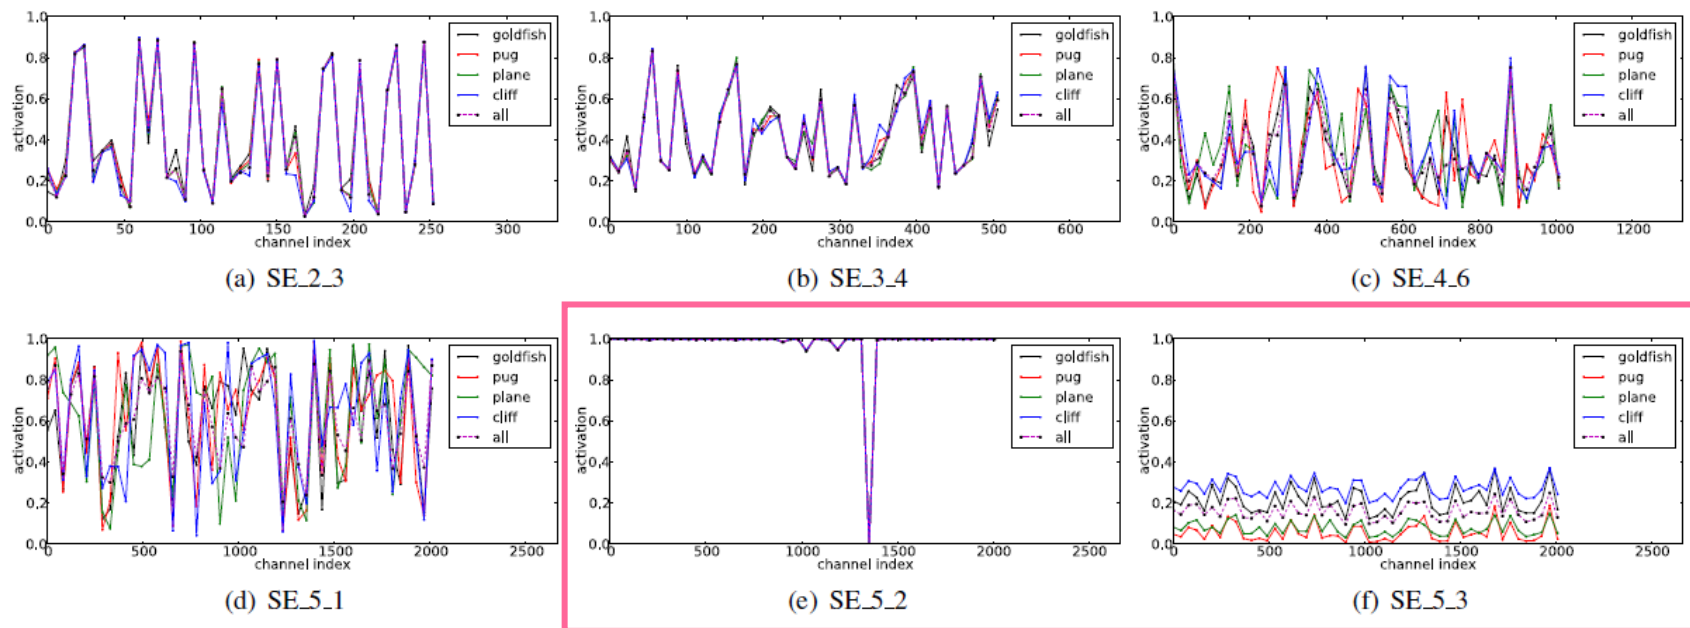 1.0
0.8
0.6
0.4
0.2
0.0
activation
0 50 100 150 200 250 300
channel index
goldfish
pug
plane
cliff
all
(a) SE_2_3
1.0
0.8
0.6
0.4
0.2
0.0
activation
0 100 200 300 400 500 600
channel index
goldfish
pug
plane
cliff
all
(b) SE_3_4
1.0
0.8
0.6
0.4
0.2
0.0
activation
0 200 400 600 800 1000 1200
channel index
goldfish
pug
plane
cliff
all
(c) SE_4_6
1.0
0.8
0.6
0.4
0.2
0.0
activation
0 500 1000 1500 2000 2500
channel index
goldfish
pug
plane
cliff
all
(d) SE_5_1
1.0
0.8
0.6
0.4
0.2
0.0
activation
0 500 1000 1500 2000 2500
channel index
goldfish
pug
plane
cliff
all
(e) SE_5_2
1.0
0.8
0.6
0.4
0.2
0.0
activation
0 500 1000 1500 2000 2500
channel index
goldfish
pug
plane
cliff
all
(f) SE_5_3